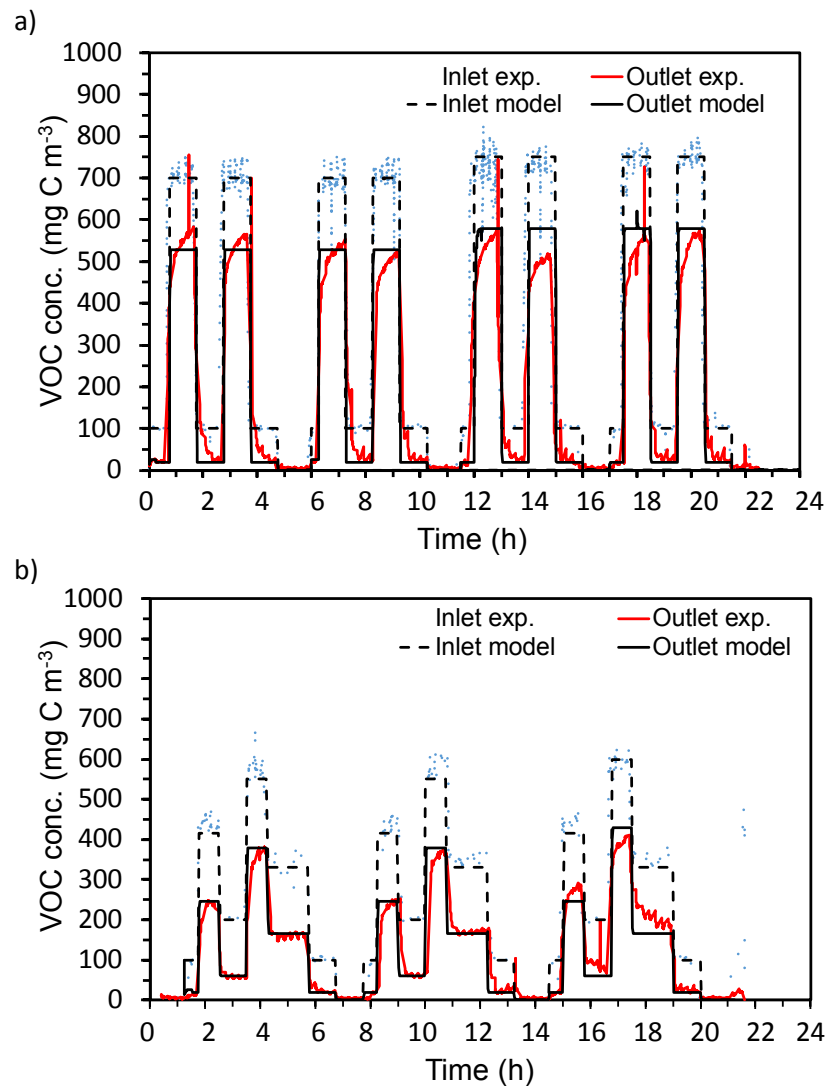 a)
1000
900
800
700
600
500
400
300
200
100
0
VOC conc. (mg C m⁻³)
Inlet exp. Outlet exp.
Inlet model Outlet model
0 2 4 6 8 10 12 14 16 18 20 22 24
Time (h)
b)
1000
900
800
700
600
500
400
300
200
100
0
VOC conc. (mg C m⁻³)
Inlet exp. Outlet exp.
Inlet model Outlet model
0 2 4 6 8 10 12 14 16 18 20 22 24
Time (h)